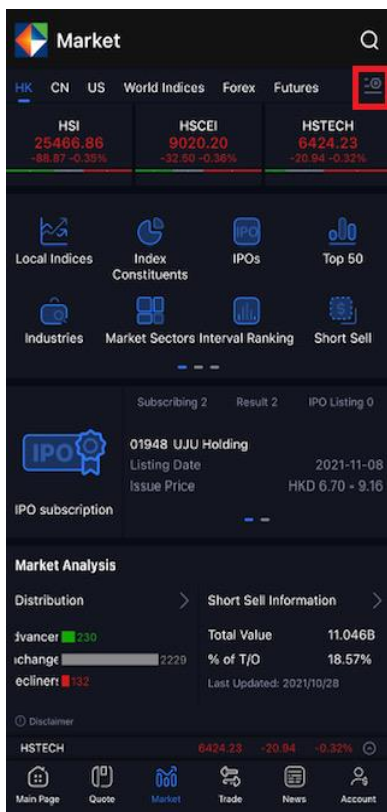 Market
HK CN US World Indices Forex Futures
HSI HSCEI HSTECH
25466.86 9020.20 6424.23
-88.87 -0.35% -32.50 -0.36% -20.94 -0.32%
Local Indices Index Constituents IPO IPOs Top 50
Industries Market Sectors Interval Ranking Short Sell
Subscribing 2 Result 2 IPO Listing 0
IPO
01948 UJU Holding
Listing Date 2021-11-08
Issue Price HKD 6.70 - 9.16
IPO subscription
Market Analysis
Distribution Short Sell Information
dvancer 230 Total Value 11.046B
nchange 2229 % of T/O 18.57%
ecliners 132 Last Updated: 2021/10/28
Disclaimer
HSTECH 6424.23 -20.94 -0.32%
Main Page Quote Market Trade News Account